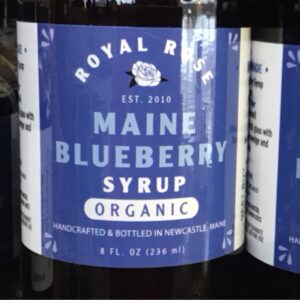 ROYAL ROSE
EST. 2010
MAINE
BLUEBERRY
SYRUP
ORGANIC
HANDCRAFTED & BOTTLED IN NEWCASTLE, MAINE
8 FL. OZ (236 ml)